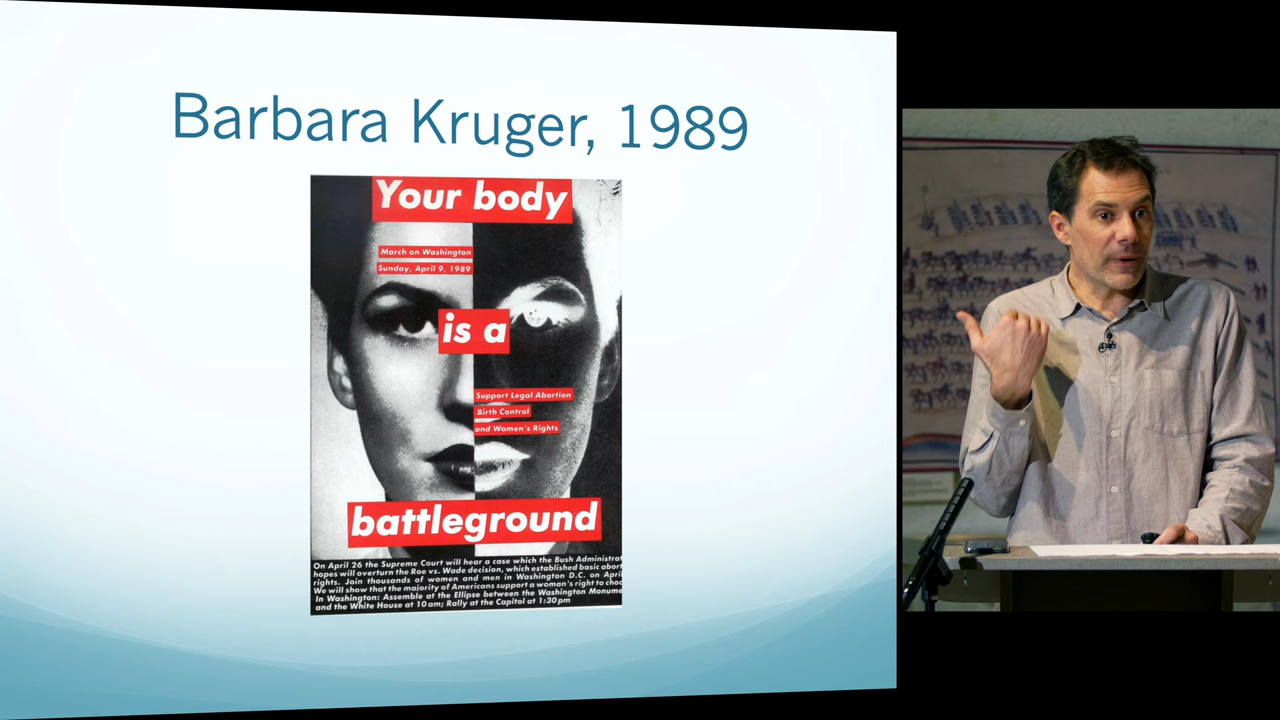 Barbara Kruger, 1989
Your body
March on Washington
Sunday, April 9, 1989
is a
Support Legal Abortion
Birth Control
and Women's Rights
battleground
On April 26 the Supreme Court will hear a case which the Bush Administrat
hopes will overturn the Roe vs. Wade decision, which established basic abort
rights. Join thousands of women and men in Washington D.C. on April
We will show that the majority of Americans support a woman's right to choo
In Washington: Assemble at the Ellipse between the Washington Monume
and the White House at 10 am; Rally at the Capitol at 1:30 pm